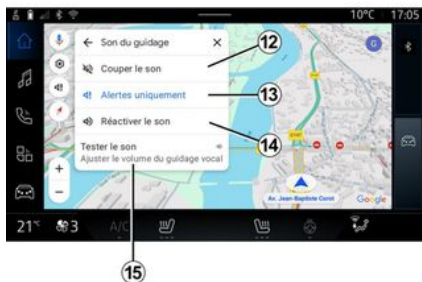 10°C 17:05
Son du guidage
12
G
Couper le son
Alertes uniquement
13
Réactiver le son
14
Tester le son
Ajuster le volume du guidage vocal
Av. Jean-Baptiste Corot
Google
21°C 3 A/C
15